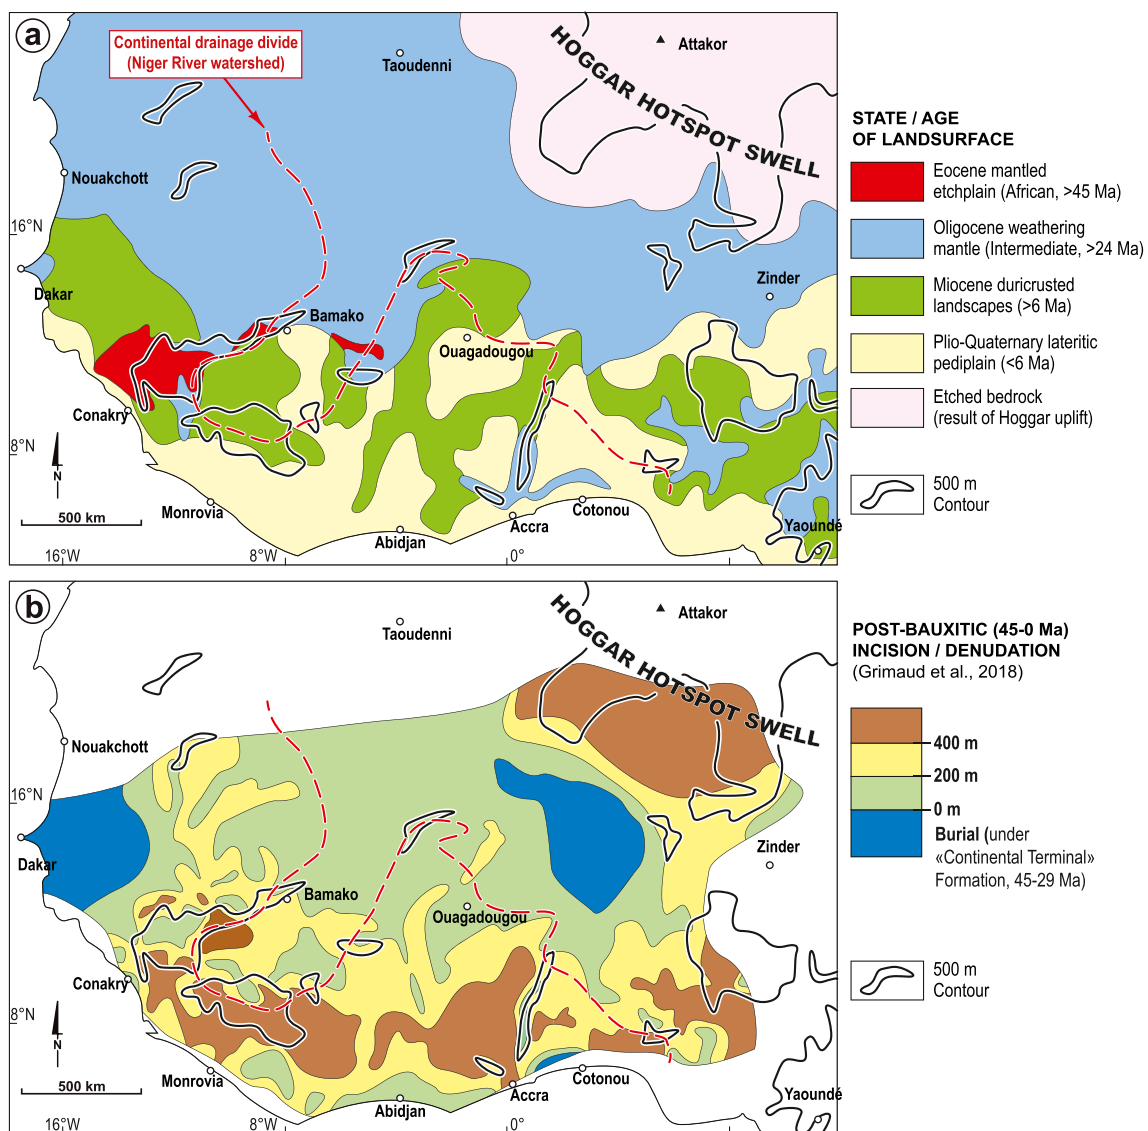 a
Continental drainage divide
(Niger River watershed)
Taoudenni
Attakor
HOGGAR HOTSPOT SWELL
Nouakchott
16°N
Dakar
Bamako
Zinder
Ouagadougou
Conakry
8°N
N
Monrovia
500 km
Abidjan
Accra
Cotonou
Yaoundé
16°W
8°W
0°
STATE / AGE
OF LANDSURFACE
Eocene mantled
etchplain (African, >45 Ma)
Oligocene weathering
mantle (Intermediate, >24 Ma)
Miocene duricrusted
landscapes (>6 Ma)
Plio-Quaternary lateritic
pediplain (<6 Ma)
Etched bedrock
(result of Hoggar uplift)
500 m
Contour
b
Taoudenni
Attakor
HOGGAR HOTSPOT SWELL
Nouakchott
16°N
Dakar
Bamako
Zinder
Ouagadougou
Conakry
8°N
N
Monrovia
500 km
Abidjan
Accra
Cotonou
Yaoundé
16°W
8°W
0°
POST-BAUXITIC (45-0 Ma)
INCISION / DENUDATION
(Grimaud et al., 2018)
400 m
200 m
0 m
Burial (under
«Continental Terminal»
Formation, 45-29 Ma)
500 m
Contour